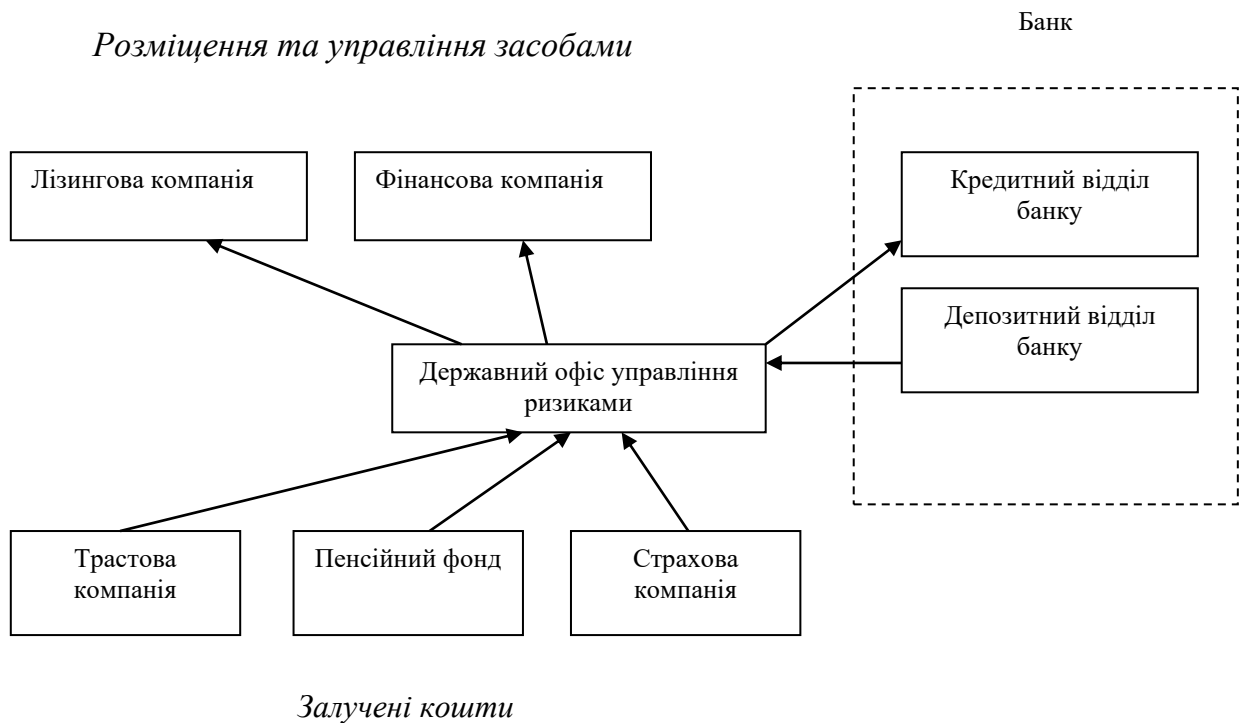 Банк
Розміщення та управління засобами
Лізингова компанія
Фінансова компанія
Кредитний відділ
банку
Депозитний відділ
банку
Державний офіс управління
ризиками
Трастова
компанія
Пенсійний фонд
Страхова
компанія
Залучені кошти